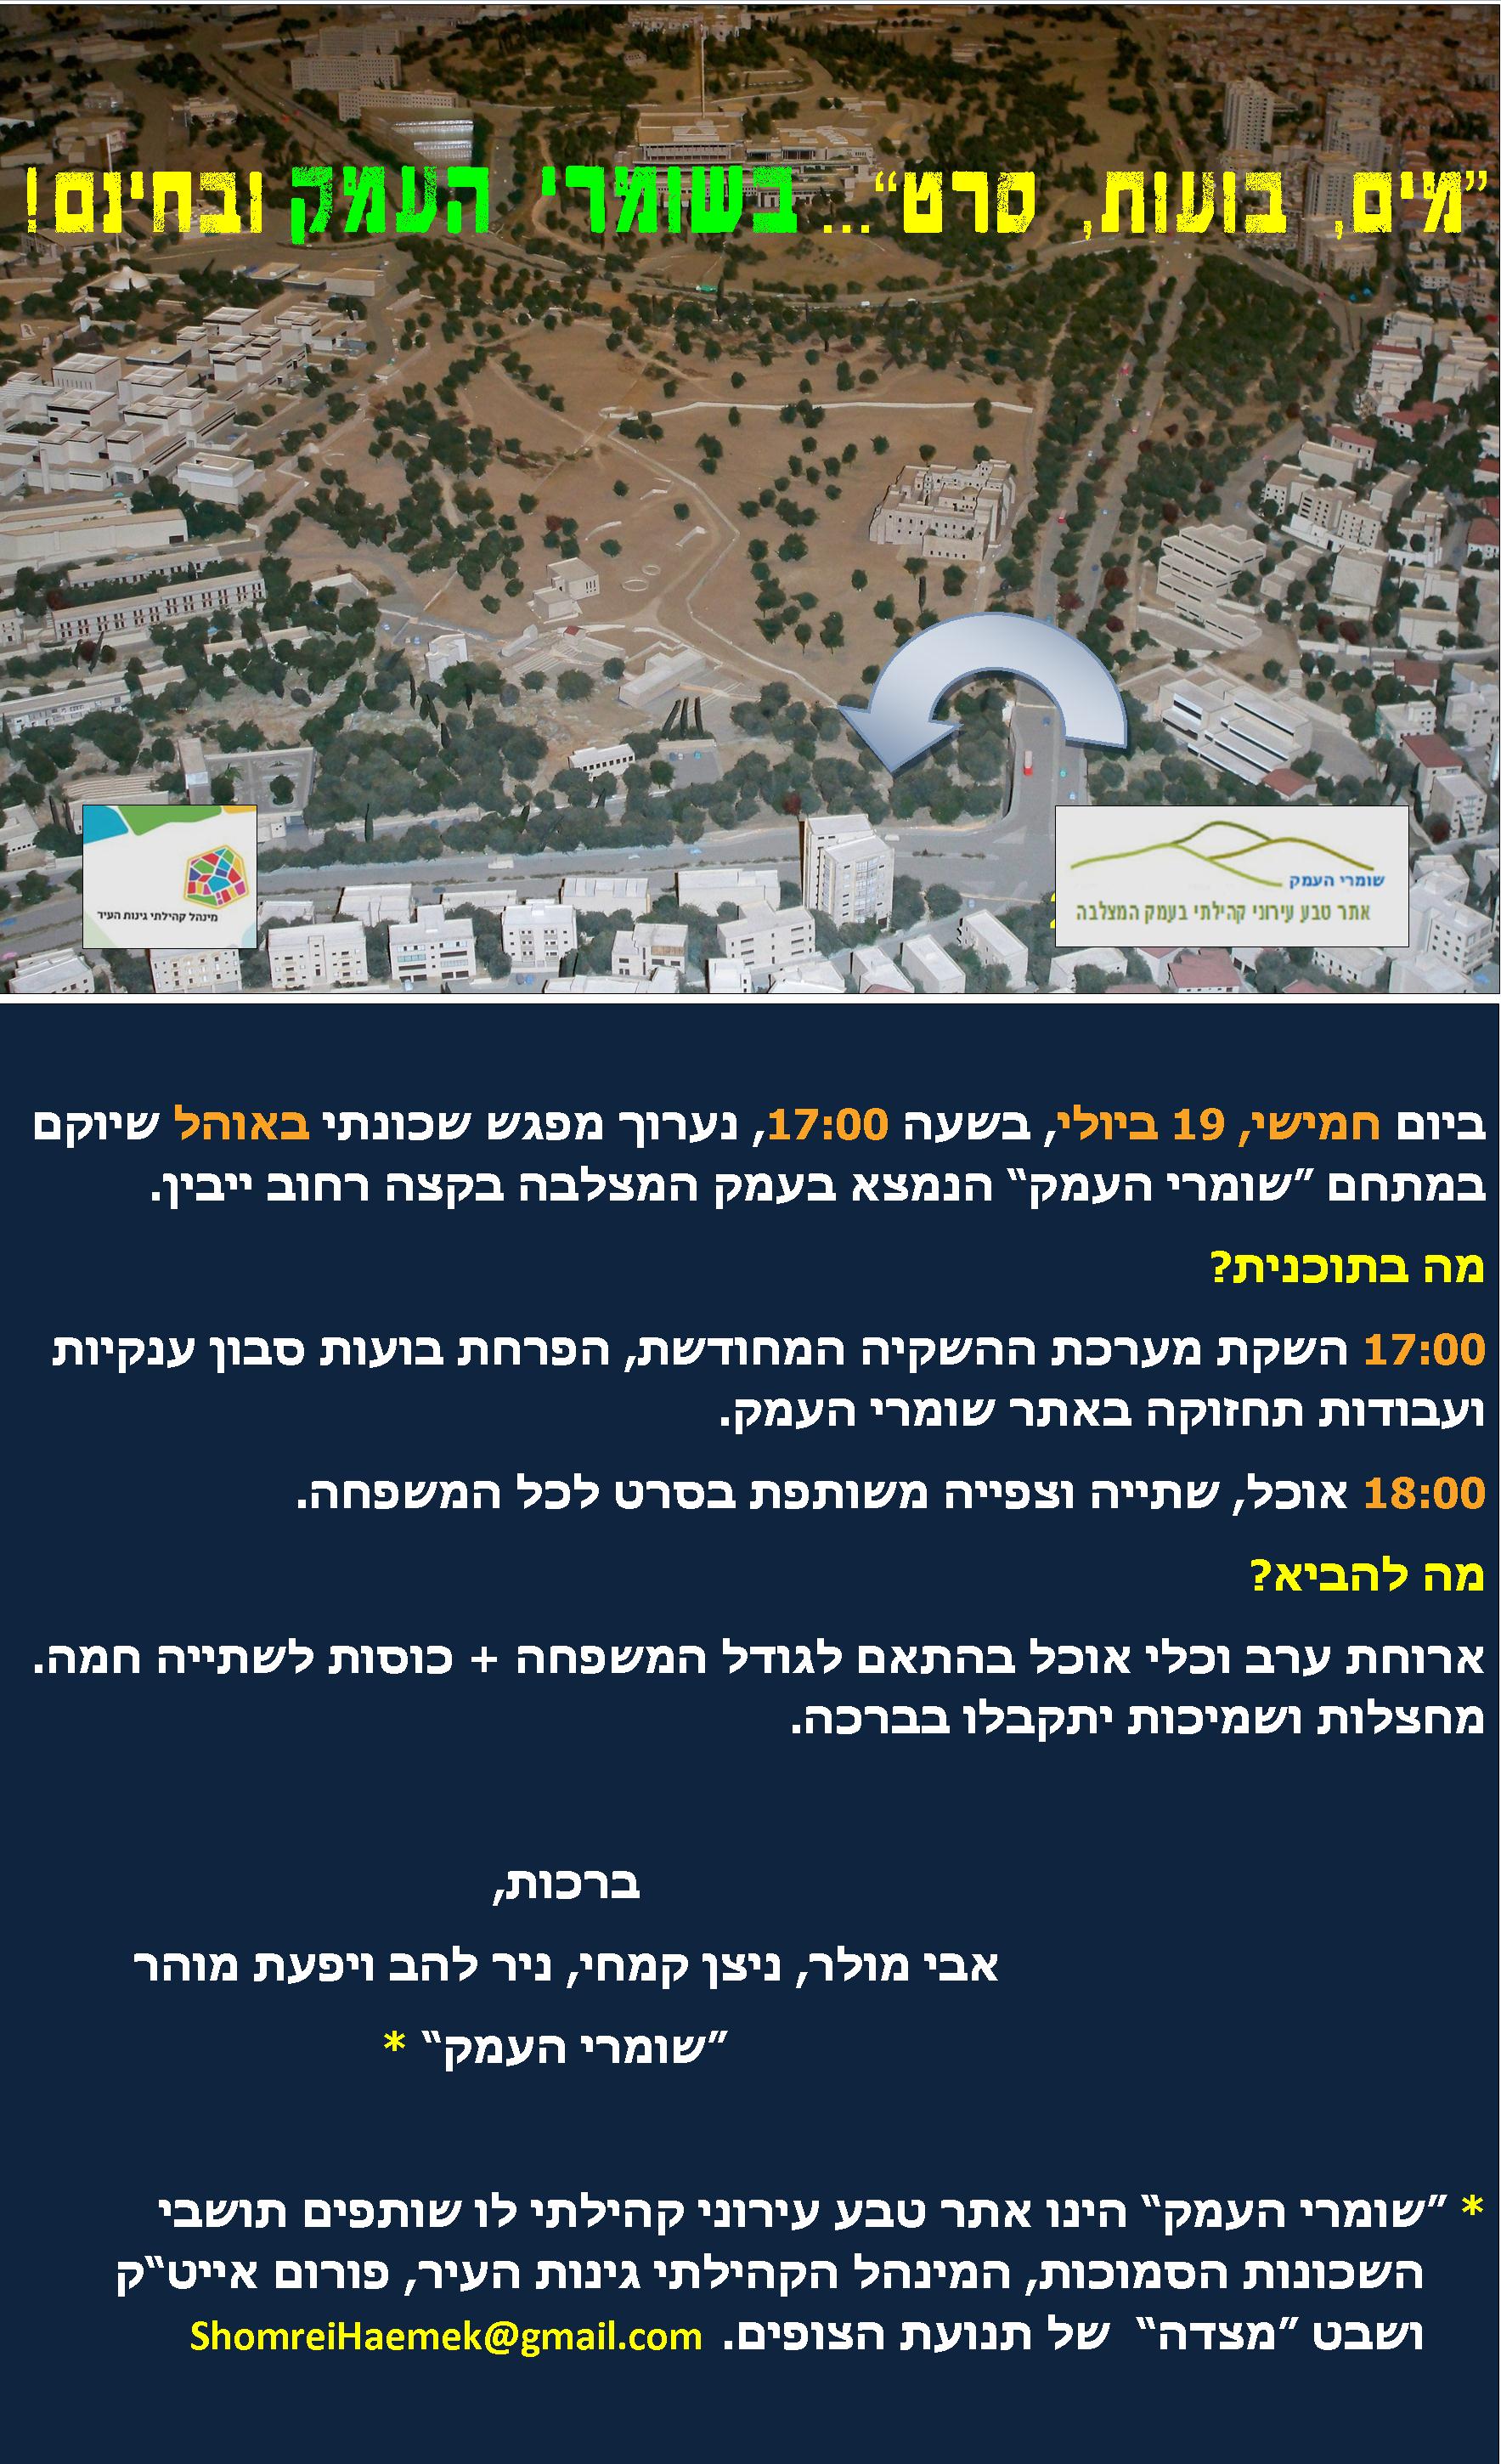 "מים, בועות, סרט"... בשומרי העמק ובחינם!
שומרי העמק
אתר טבע עירוני קהילתי בעמק המצלבה
מינהל קהילתי גינות העיר
ביום חמישי, 19 ביולי, בשעה 17:00, נערוך מפגש שכונתי באוהל שיוקם
במתחם "שומרי העמק" הנמצא בעמק המצלבה בקצה רחוב ייבין.
מה בתוכנית?
17:00 השקת מערכת ההשקיה המחודשת, הפרחת בועות סבון ענקיות
ועבודות תחזוקה באתר שומרי העמק.
18:00 אוכל, שתייה וצפייה משותפת בסרט לכל המשפחה.
מה להביא?
ארוחת ערב וכלי אוכל בהתאם לגודל המשפחה + כוסות לשתייה חמה.
מחצלות ושמיכות יתקבלו בברכה.
ברכות,
אבי מולר, ניצן קמחי, ניר להב ויפעת מוהר
"שומרי העמק" *
* "שומרי העמק" הינו אתר טבע עירוני קהילתי לו שותפים תושבי
השכונות הסמוכות, המינהל הקהילתי גינות העיר, פורום אייט"ק
ושבט "מצדה" של תנועת הצופים. ShomreiHaemek@gmail.com